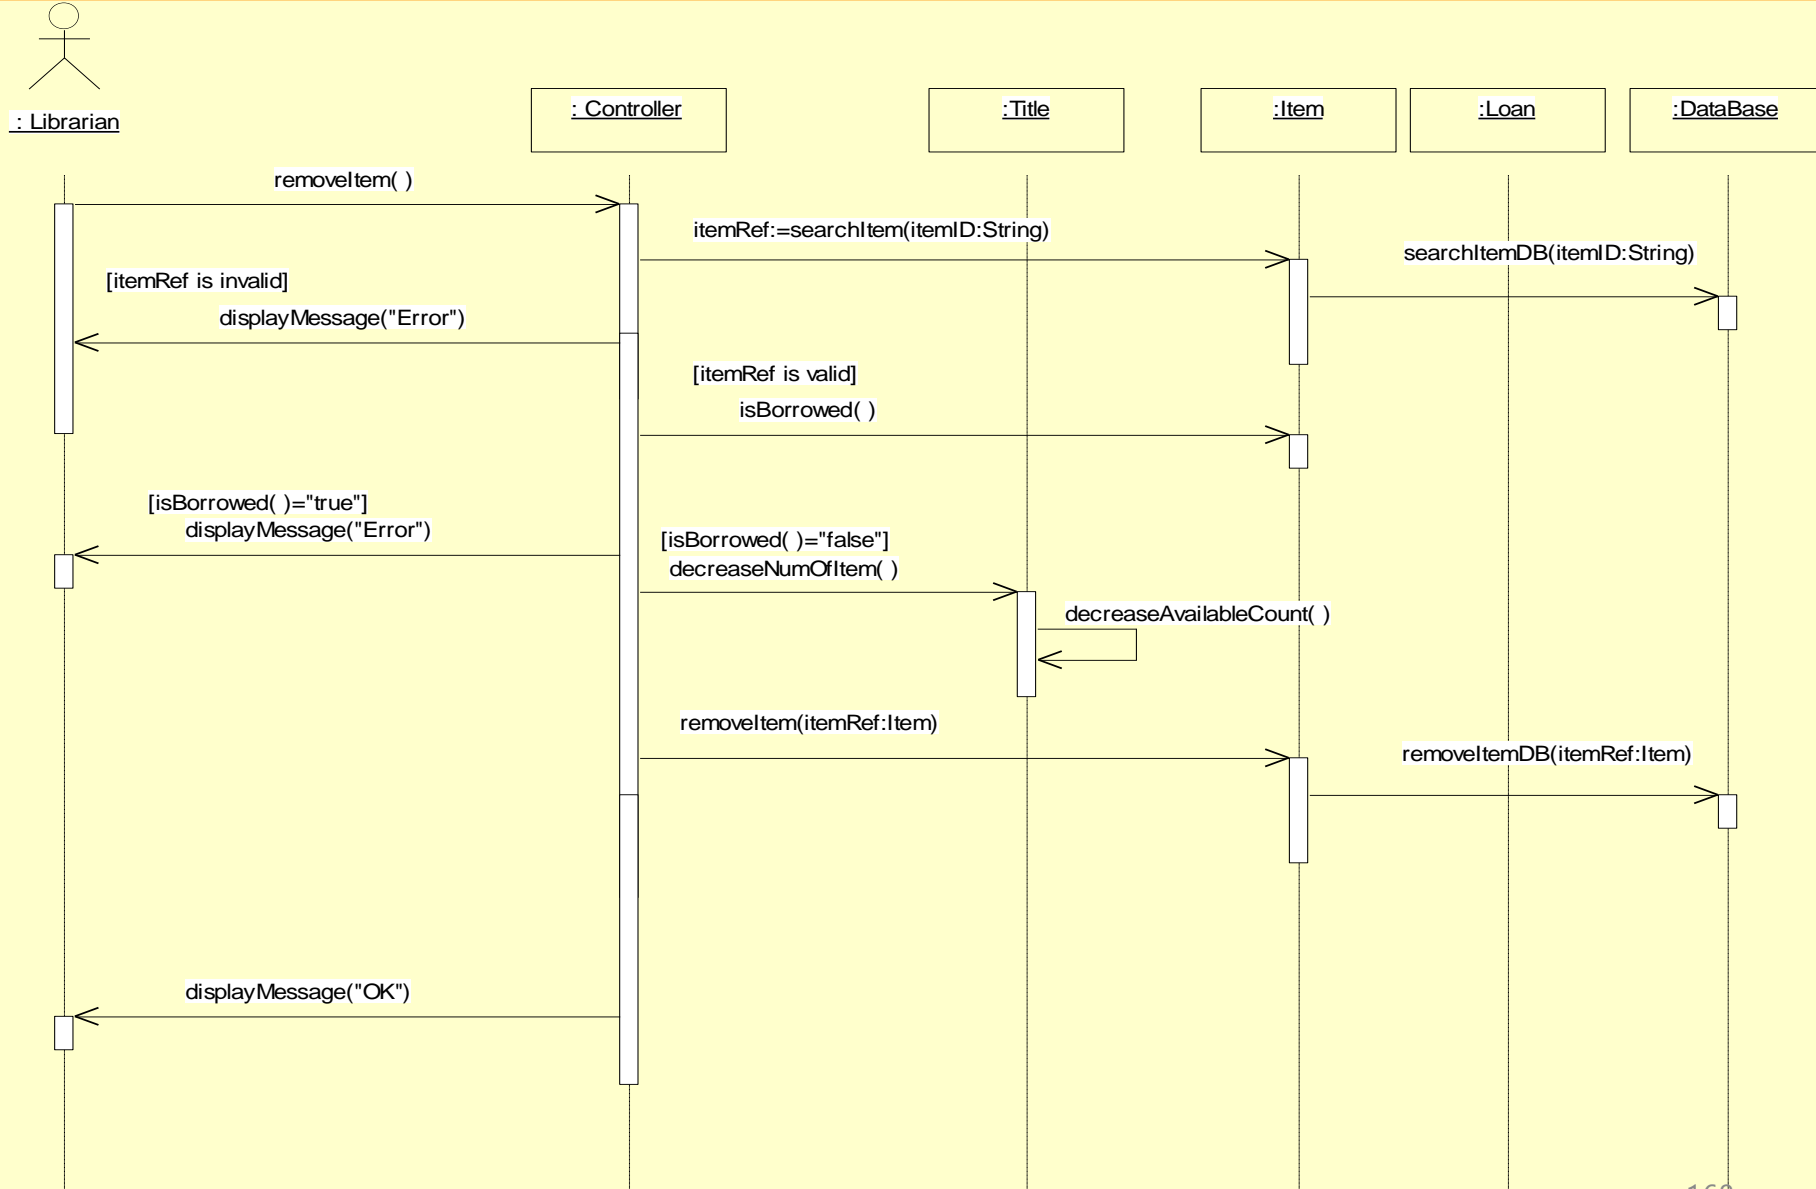 : Librarian
: Controller
:Title
:Item
:Loan
:DataBase
removeItem( )
itemRef:=searchItem(itemID:String)
searchItemDB(itemID:String)
[itemRef is invalid]
displayMessage("Error")
[itemRef is valid]
isBorrowed( )
[isBorrowed( )="true"]
displayMessage("Error")
[isBorrowed( )="false"]
decreaseNumOfItem( )
decreaseAvailableCount( )
removeItem(itemRef:Item)
removeItemDB(itemRef:Item)
displayMessage("OK")